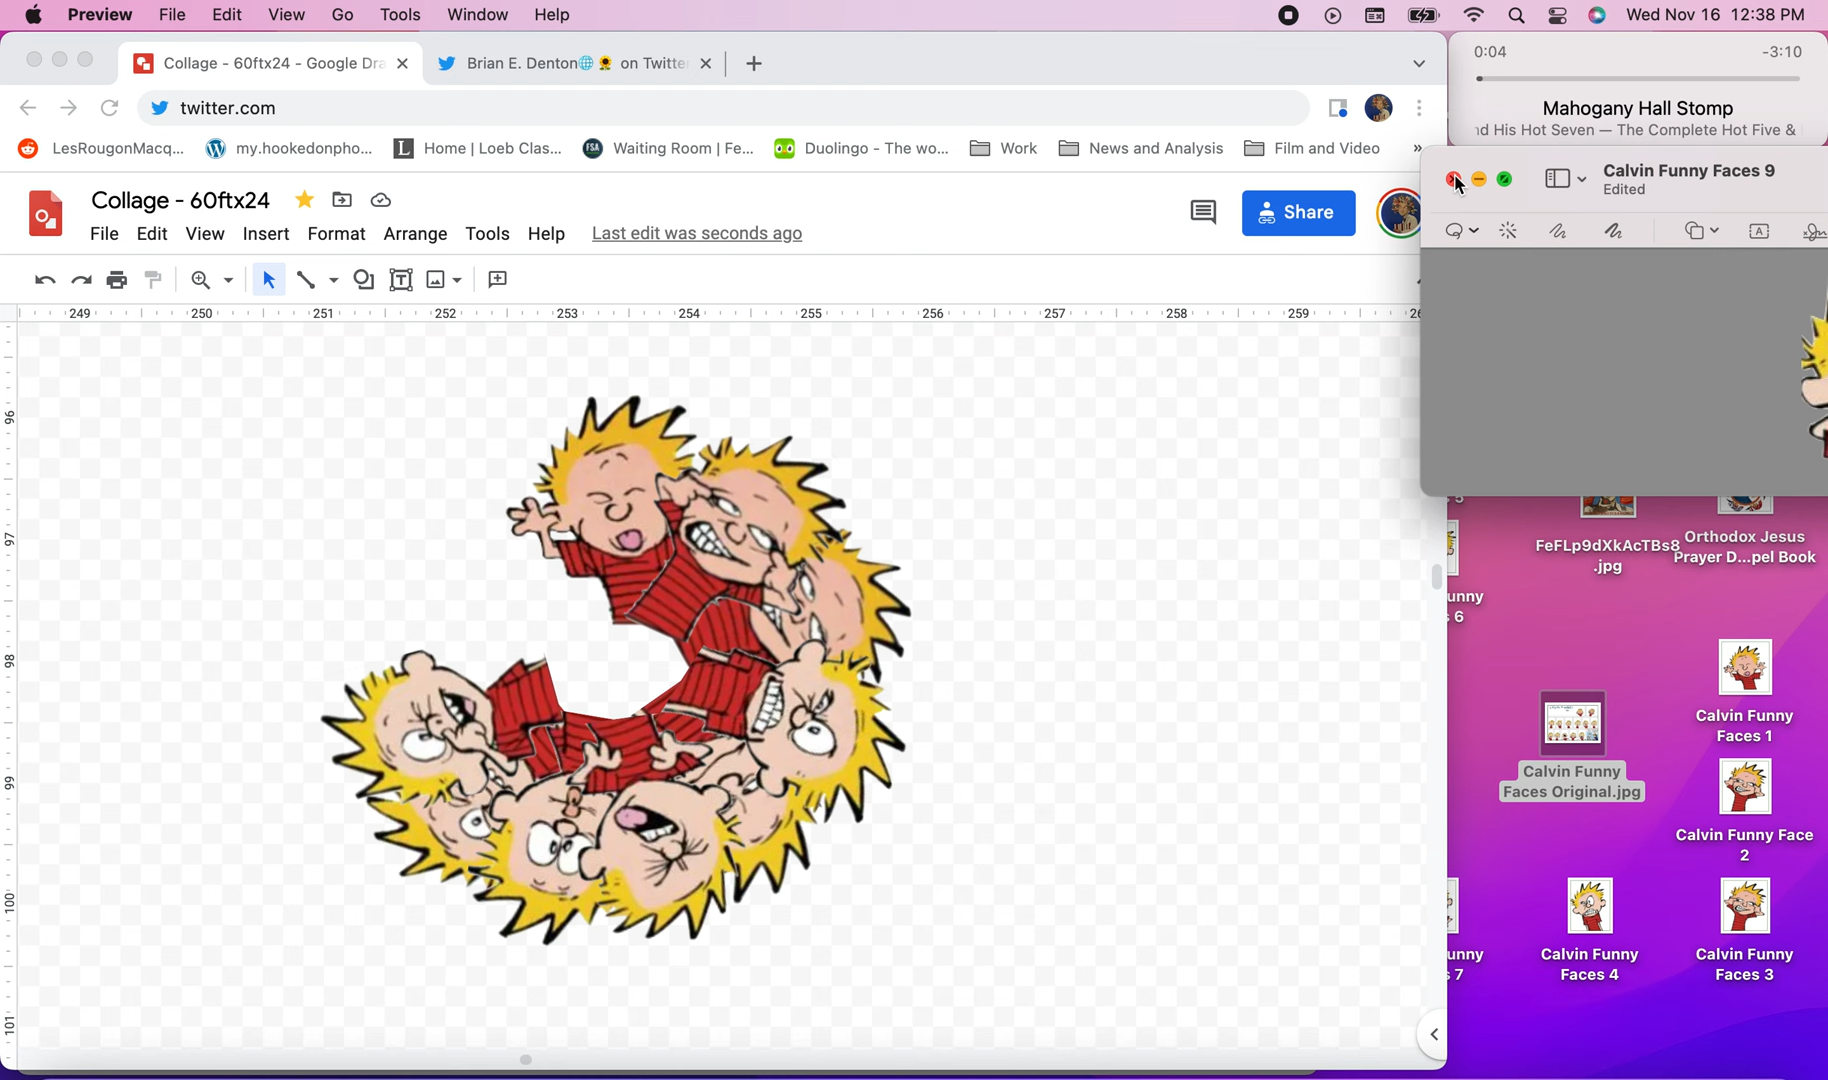 Preview File Edit View Go Tools Window Help Wed Nov 16 12:38 PM
Collage - 60ftx24 - Google Dra Brian E. Denton🌐🌻 on Twitte
twitter.com
LesRougonMacq... my.hookedonpho... Home | Loeb Clas... FSA Waiting Room | Fe... Duolingo - The wo... Work News and Analysis Film and Video »
0:04 -3:10
Mahogany Hall Stomp
nd His Hot Seven — The Complete Hot Five &
Calvin Funny Faces 9
Edited
Collage - 60ftx24
Share
File Edit View Insert Format Arrange Tools Help Last edit was seconds ago
249 250 251 252 253 254 255 256 257 258 259 26
96
97
98
99
100
101
FeFLp9dXkAcTBs8
.jpg
Orthodox Jesus
Prayer D...pel Book
unny
s 6
Calvin Funny
Faces 1
Calvin Funny
Faces Original.jpg
Calvin Funny Face
2
unny
s 7
Calvin Funny
Faces 4
Calvin Funny
Faces 3